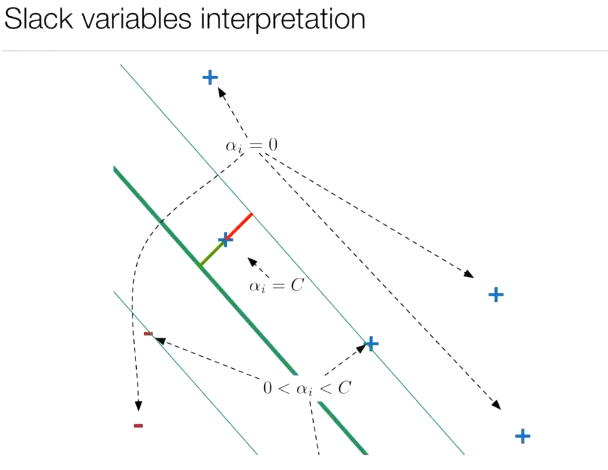 Slack variables interpretation
αᵢ = 0
αᵢ = C
0 < αᵢ < C